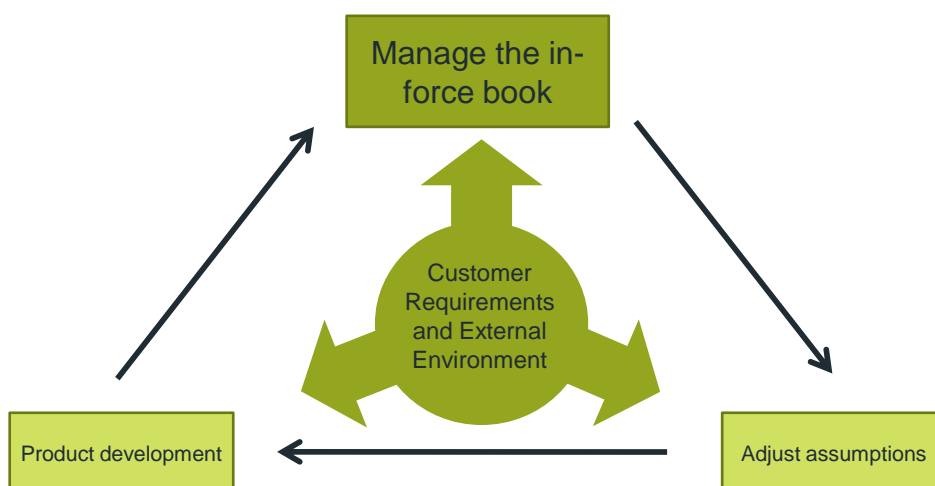 Manage the in-
force book
Customer
Requirements
and External
Environment
Product development
Adjust assumptions